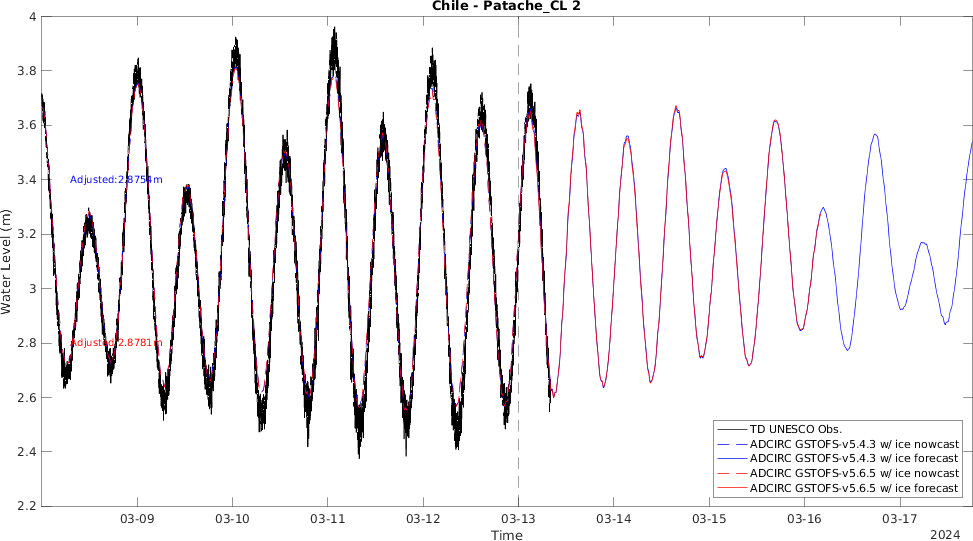 Chile - Patache_CL 2
Water Level (m)
4
3.8
3.6
3.4
3.2
3
2.8
2.6
2.4
2.2
Adjusted:2.8754m
Adjusted:2.8781m
TD UNESCO Obs.
ADCIRC GSTOFS-v5.4.3 w/ ice nowcast
ADCIRC GSTOFS-v5.4.3 w/ ice forecast
ADCIRC GSTOFS-v5.6.5 w/ ice nowcast
ADCIRC GSTOFS-v5.6.5 w/ ice forecast
03-09 03-10 03-11 03-12 03-13 03-14 03-15 03-16 03-17
Time
2024